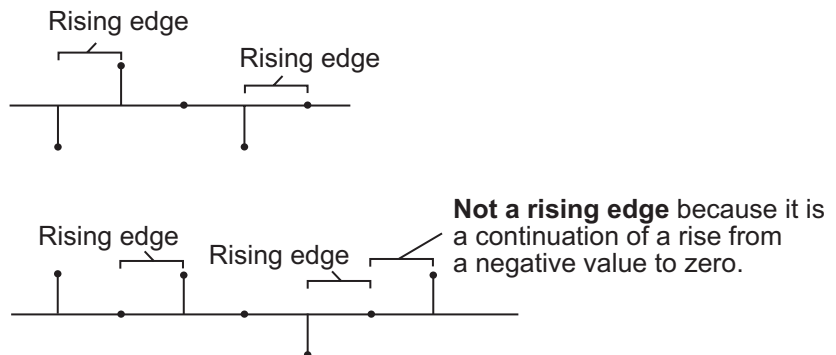 Rising edge
Rising edge
Not a rising edge because it is
a continuation of a rise from
a negative value to zero.
Rising edge
Rising edge